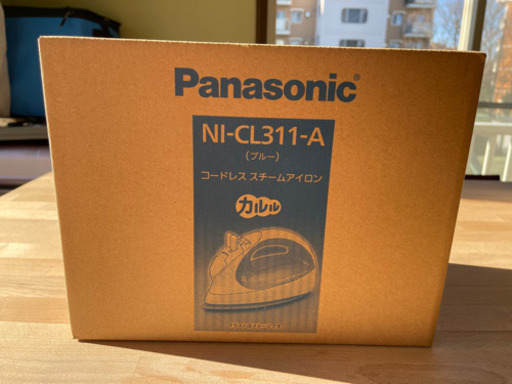 Panasonic
NI-CL311-A
(ブルー)
コードレス スチームアイロン
カルル